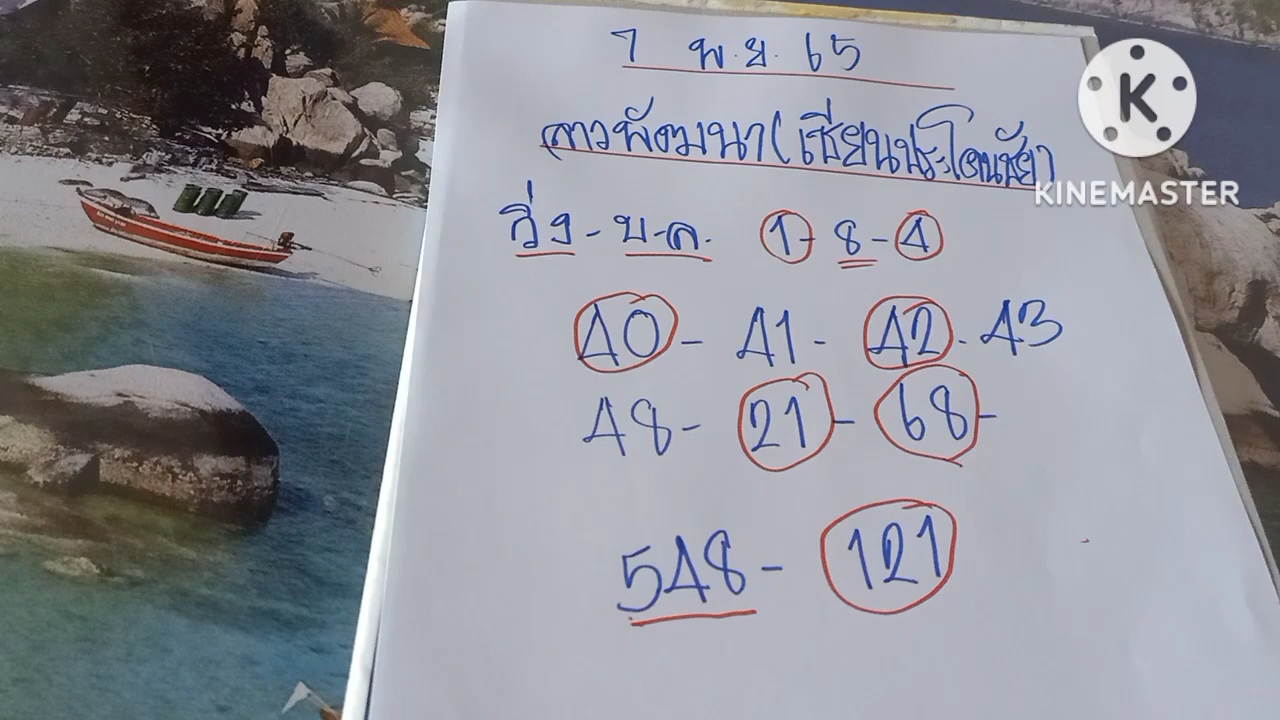 7 พ.ย. 65
K
KINEMASTER
ลาวพัฒนา (เซียนประโคนชัย)
วิ่ง - บ-ล. 1 - 8 - 4
40 - 41 - 42 - 43
48 - 21 - 68 -
548 - 121